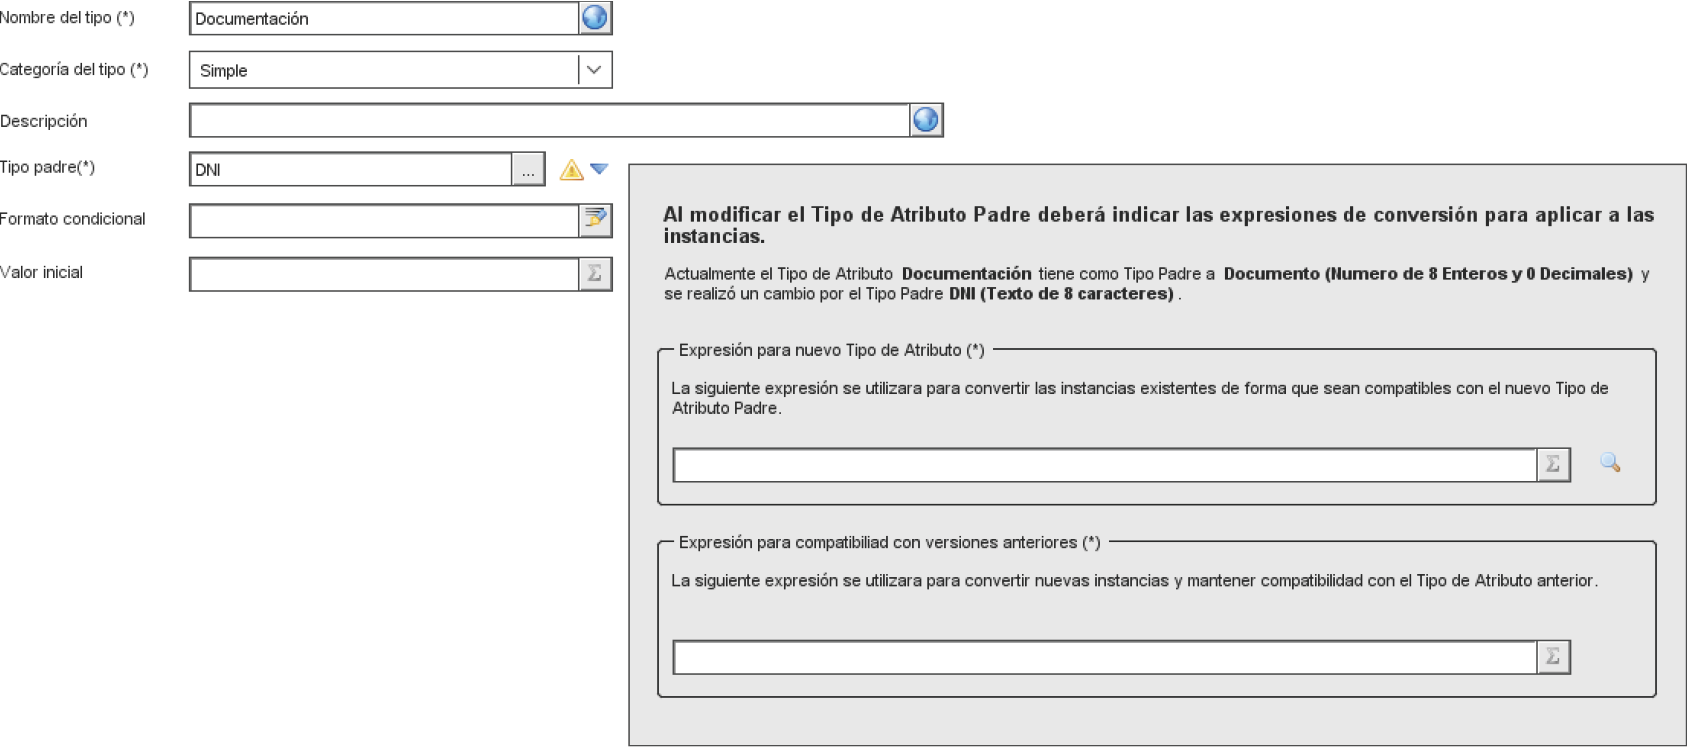 Nombre del tipo (*)
Documentación
Categoría del tipo (*)
Simple
Descripción
Tipo padre(*)
DNI
...
Formato condicional
Valor inicial
Σ
Al modificar el Tipo de Atributo Padre deberá indicar las expresiones de conversión para aplicar a las
instancias.
Actualmente el Tipo de Atributo Documentación tiene como Tipo Padre a Documento (Numero de 8 Enteros y 0 Decimales) y
se realizó un cambio por el Tipo Padre DNI (Texto de 8 caracteres) .
Expresión para nuevo Tipo de Atributo (*)
La siguiente expresión se utilizara para convertir las instancias existentes de forma que sean compatibles con el nuevo Tipo de
Atributo Padre.
Σ
Expresión para compatibiliad con versiones anteriores (*)
La siguiente expresión se utilizara para convertir nuevas instancias y mantener compatibilidad con el Tipo de Atributo anterior.
Σ